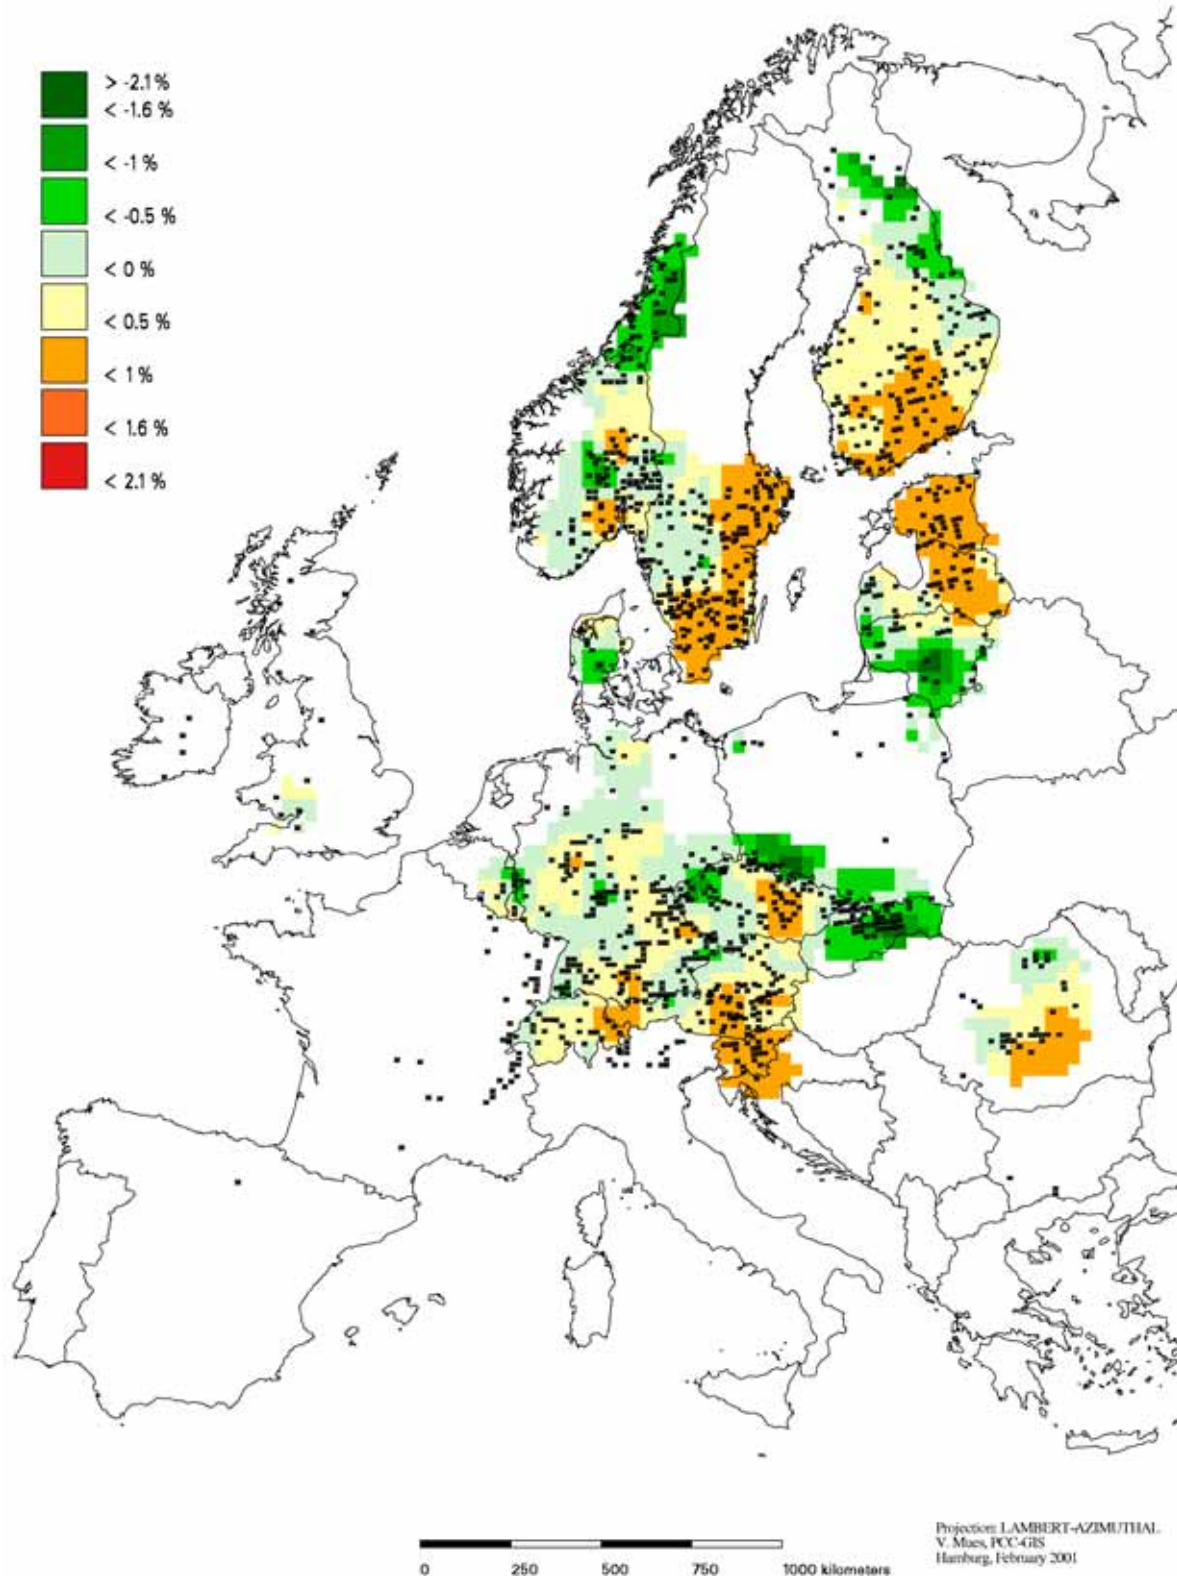 > -2.1%
< -1.6 %
< -1 %
< -0.5 %
< 0 %
< 0.5 %
< 1%
< 1.6 %
< 2.1 %
0 250 500 750 1000 kilometers
Projection: LAMBERT-AZIMUTHAL
V. Mues, PCC-GIS
Hamburg, February 2001